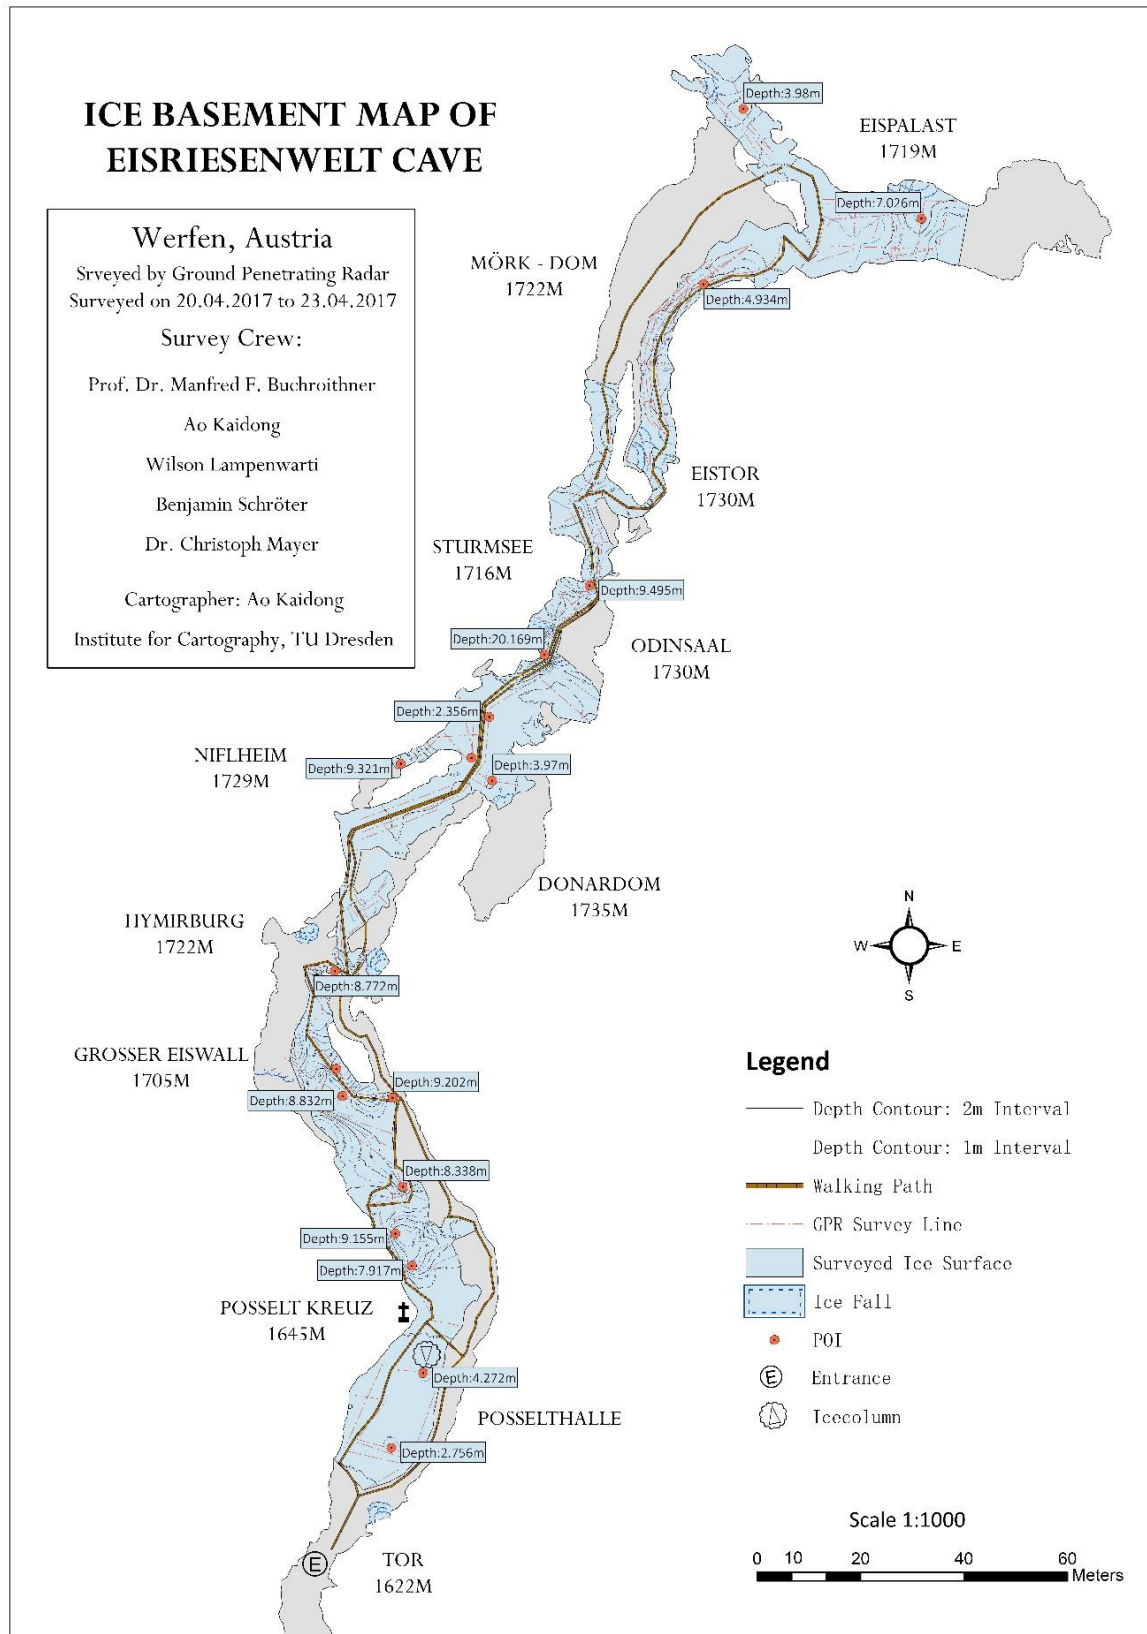 ICE BASEMENT MAP OF
EISRIESENWELT CAVE
Werfen, Austria
Srveyed by Ground Penetrating Radar
Surveyed on 20.04.2017 to 23.04.2017
Survey Crew:
Prof. Dr. Manfred F. Buchroithner
Ao Kaidong
Wilson Lampenwarti
Benjamin Schröter
Dr. Christoph Mayer
Cartographer: Ao Kaidong
Institute for Cartography, TU Dresden
Depth:3.98m
EISPALAST
1719M
Depth:7.026m
MÖRK - DOM
1722M
Depth:4.934m
EISTOR
1730M
STURMSEE
1716M
Depth:9.495m
Depth:20.169m
ODINSAAL
1730M
Depth:2.356m
NIFLHEIM
1729M
Depth:9.321m
Depth:3.97m
DONARDOM
1735M
HYMIRBURG
1722M
Depth:8.772m
GROSSER EISWALL
1705M
Depth:9.202m
Depth:8.832m
Depth:8.338m
Depth:9.155m
Depth:7.917m
POSSELT KREUZ
1645M
Depth:4.272m
POSSELTHALLE
Depth:2.756m
TOR
1622M
E
N
W
E
S
Legend
Depth Contour: 2m Interval
Depth Contour: 1m Interval
Walking Path
GPR Survey Line
Surveyed Ice Surface
Ice Fall
POI
E
Entrance
Icecolumn
Scale 1:1000
0 10 20 40 60
Meters